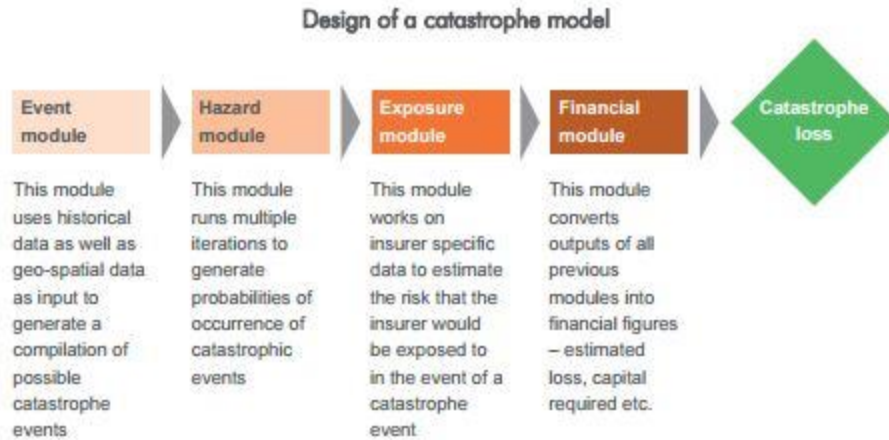 Design of a catastrophe model
Event
module
Hazard
module
Exposure
module
Financial
module
Catastrophe
loss
This module
uses historical
data as well as
geo-spatial data
as input to
generate a
compilation of
possible
catastrophe
events
This module
runs multiple
iterations to
generate
probabilities of
occurrence of
catastrophic
events
This module
works on
insurer specific
data to estimate
the risk that the
insurer would
be exposed to
in the event of a
catastrophe
event
This module
converts
outputs of all
previous
modules into
financial figures
– estimated
loss, capital
required etc.